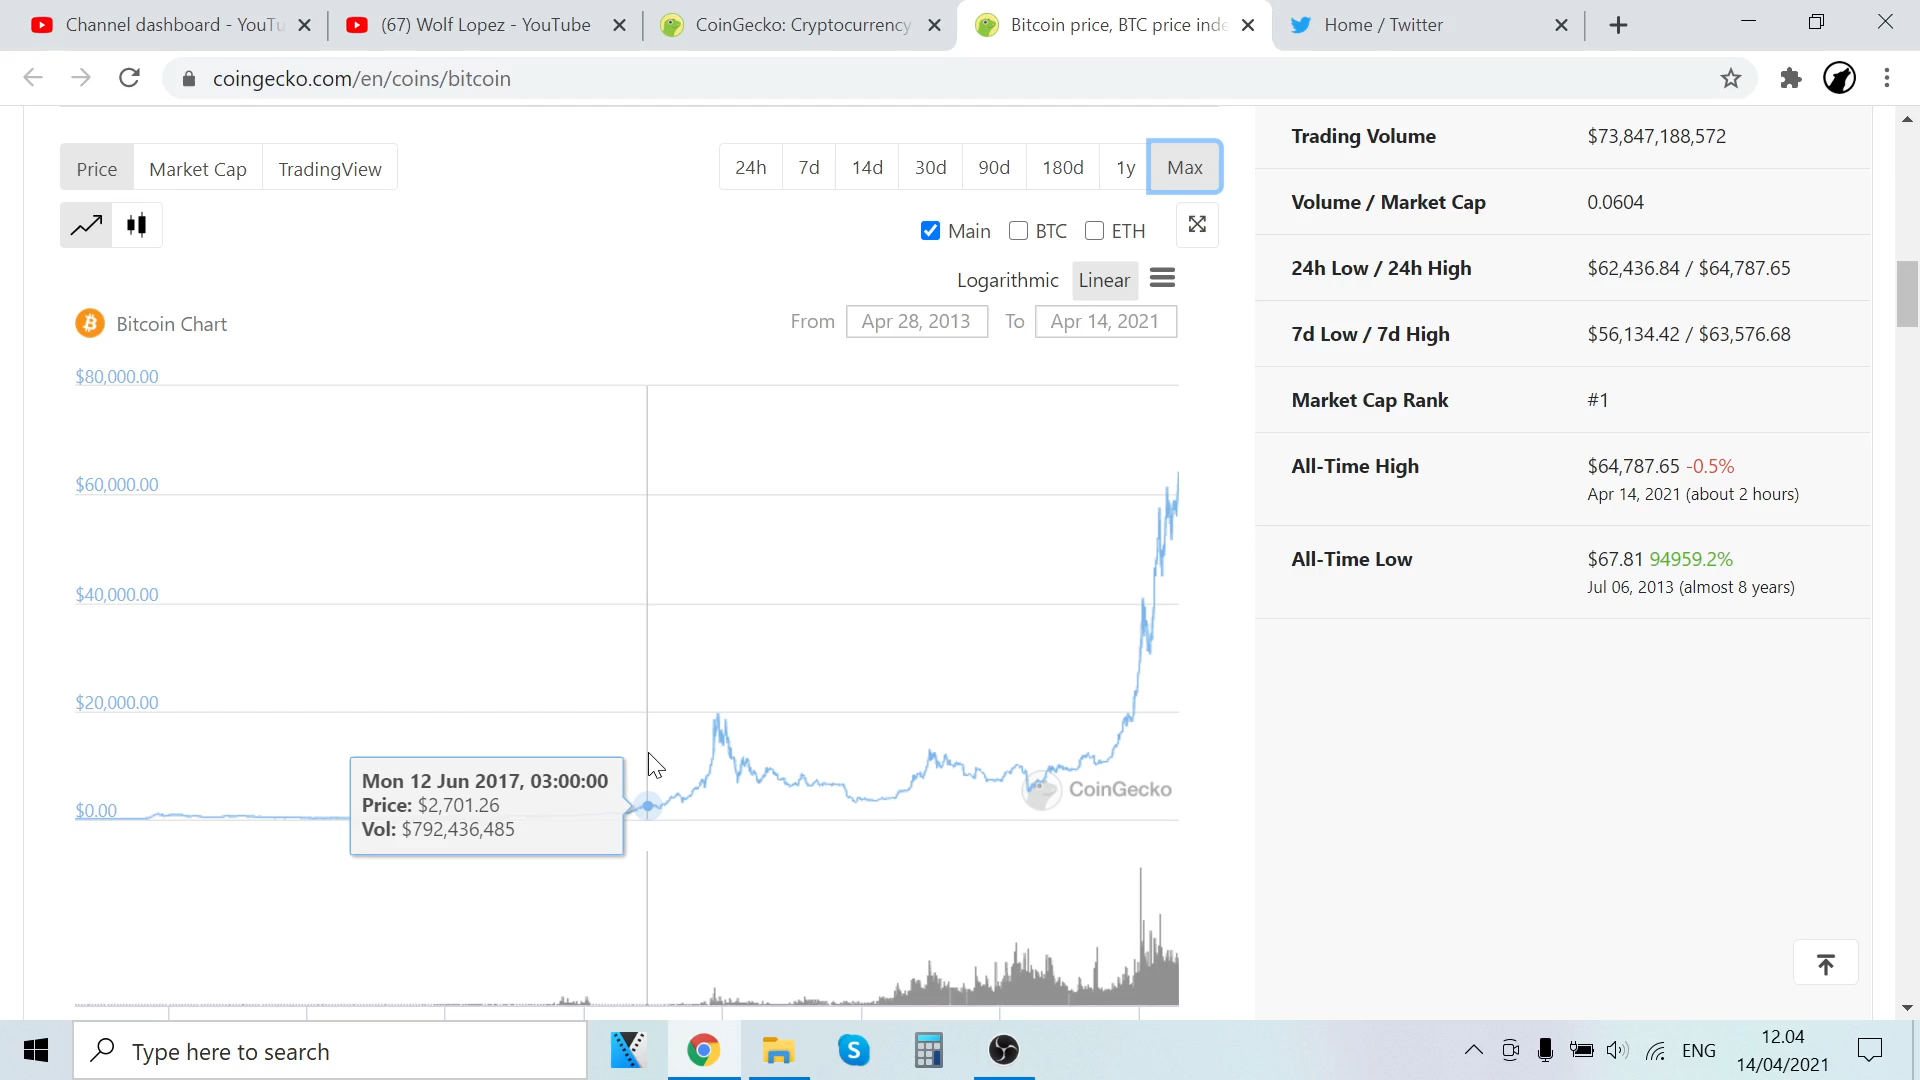 Channel dashboard - YouTu
(67) Wolf Lopez - YouTube
CoinGecko: Cryptocurrency
Bitcoin price, BTC price inde
Home / Twitter
coingecko.com/en/coins/bitcoin
Price
Market Cap
TradingView
24h
7d
14d
30d
90d
180d
1y
Max
Main
BTC
ETH
Logarithmic
Linear
Bitcoin Chart
From
Apr 28, 2013
To
Apr 14, 2021
$80,000.00
$60,000.00
$40,000.00
$20,000.00
$0.00
Mon 12 Jun 2017, 03:00:00
Price: $2,701.26
Vol: $792,436,485
CoinGecko
Trading Volume $73,847,188,572
Volume / Market Cap 0.0604
24h Low / 24h High $62,436.84 / $64,787.65
7d Low / 7d High $56,134.42 / $63,576.68
Market Cap Rank #1
All-Time High $64,787.65 -0.5%
Apr 14, 2021 (about 2 hours)
All-Time Low $67.81 94959.2%
Jul 06, 2013 (almost 8 years)
Type here to search
S
ENG
12.04
14/04/2021